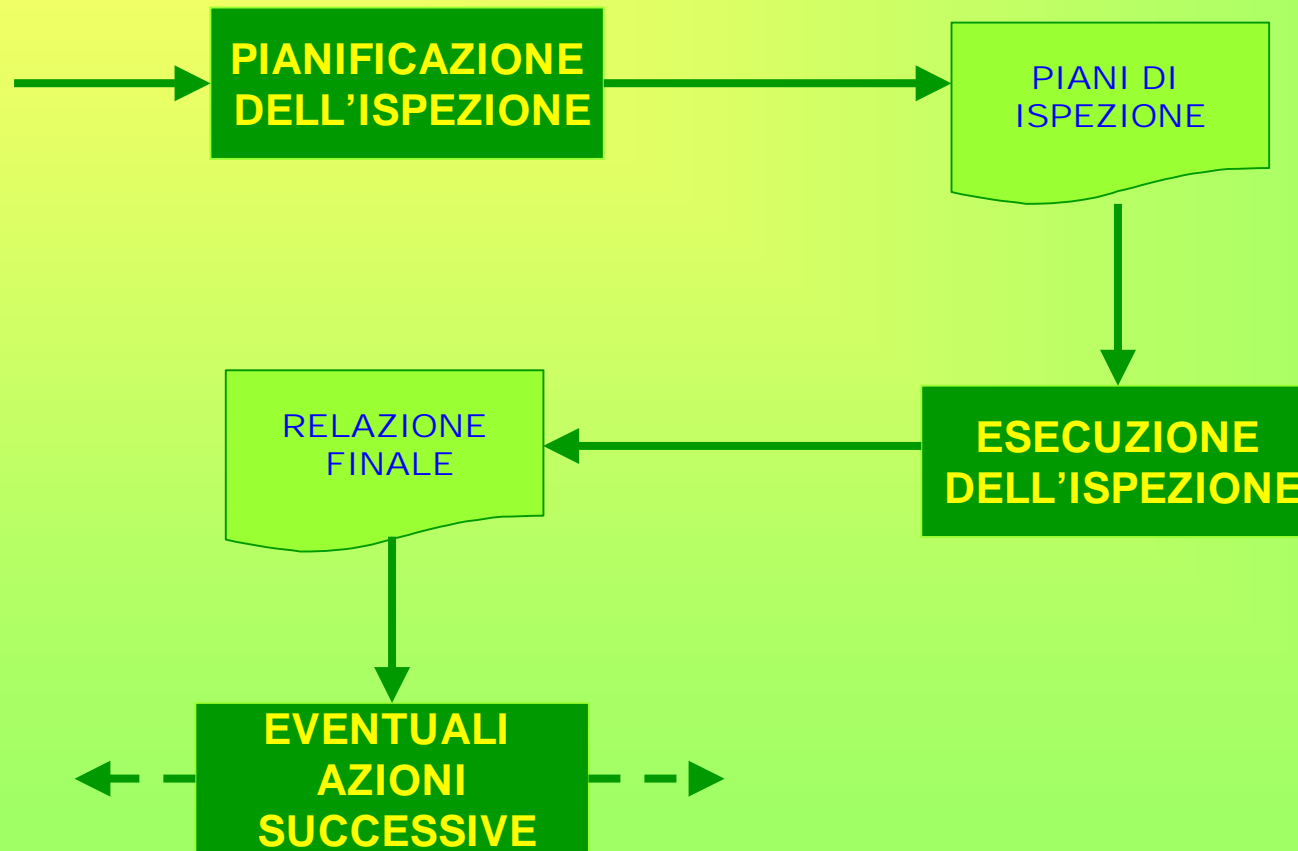 PIANIFICAZIONE
DELL’ISPEZIONE
PIANI DI
ISPEZIONE
ESECUZIONE
DELL’ISPEZIONE
RELAZIONE
FINALE
EVENTUALI
AZIONI
SUCCESSIVE